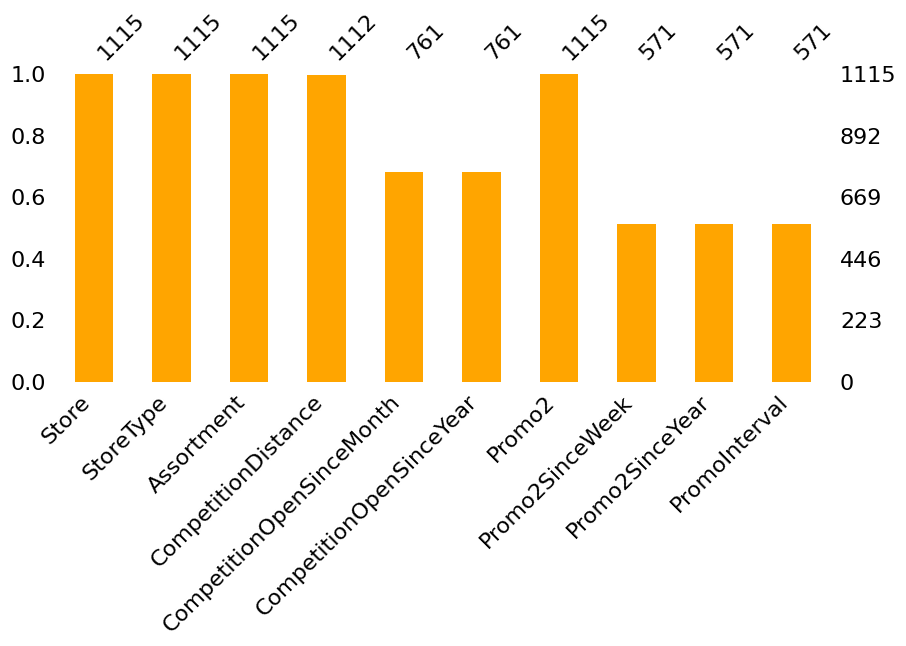 1115 1115 1115 1112 761 761 1115 571 571 571
1.0 1115
0.8 892
0.6 669
0.4 446
0.2 223
0.0 0
Store
StoreType
Assortment
CompetitionDistance
CompetitionOpenSinceMonth
CompetitionOpenSinceYear
Promo2
Promo2SinceWeek
Promo2SinceYear
PromoInterval